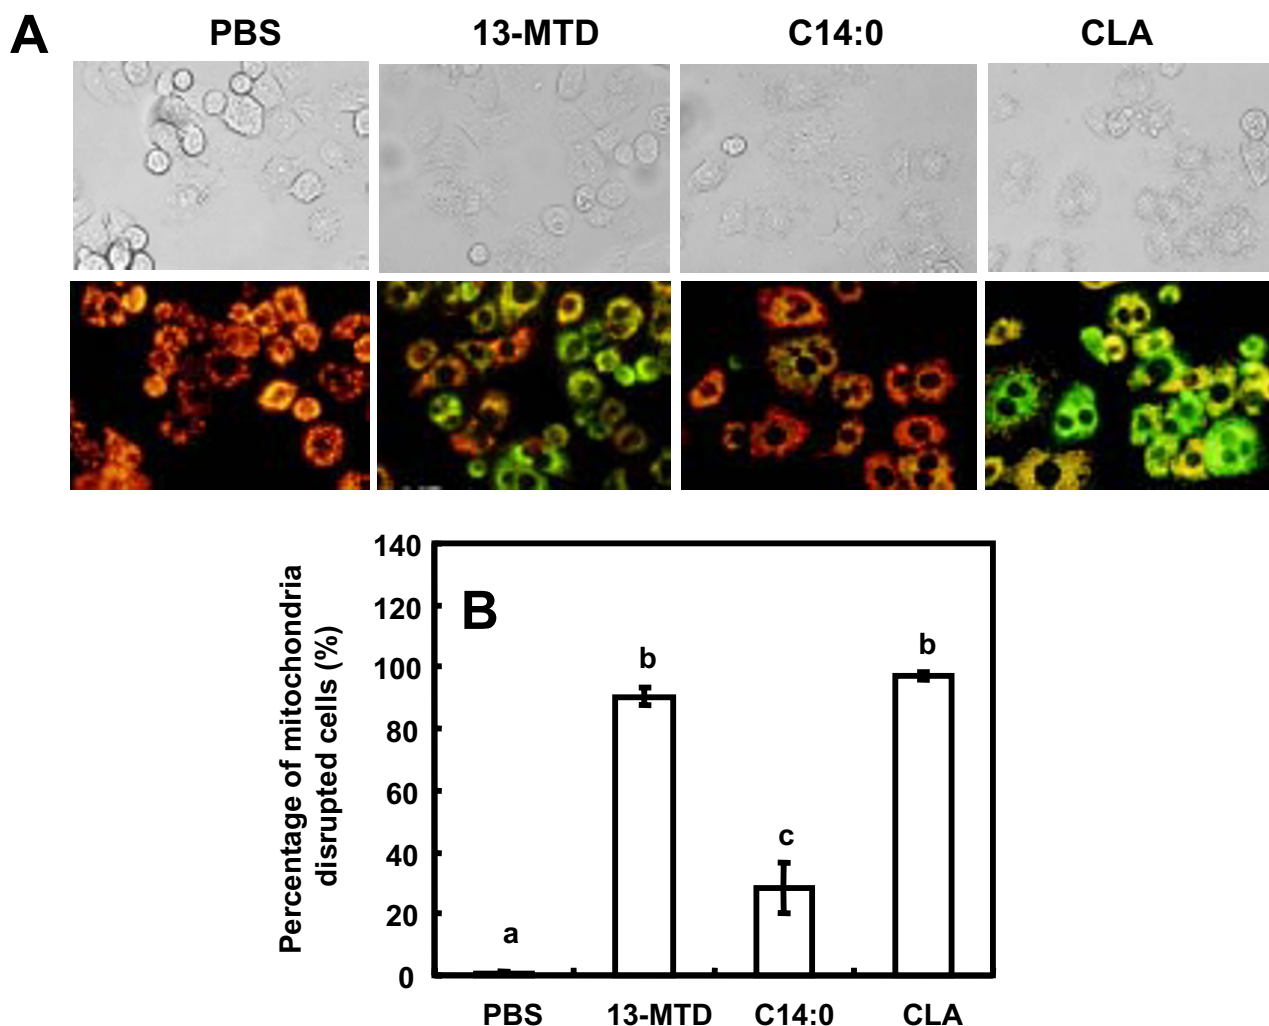 A
PBS 13-MTD C14:0 CLA
B
Percentage of mitochondria
disrupted cells (%)
140
120
100
80
60
40
20
0
a
b
c
b
PBS 13-MTD C14:0 CLA